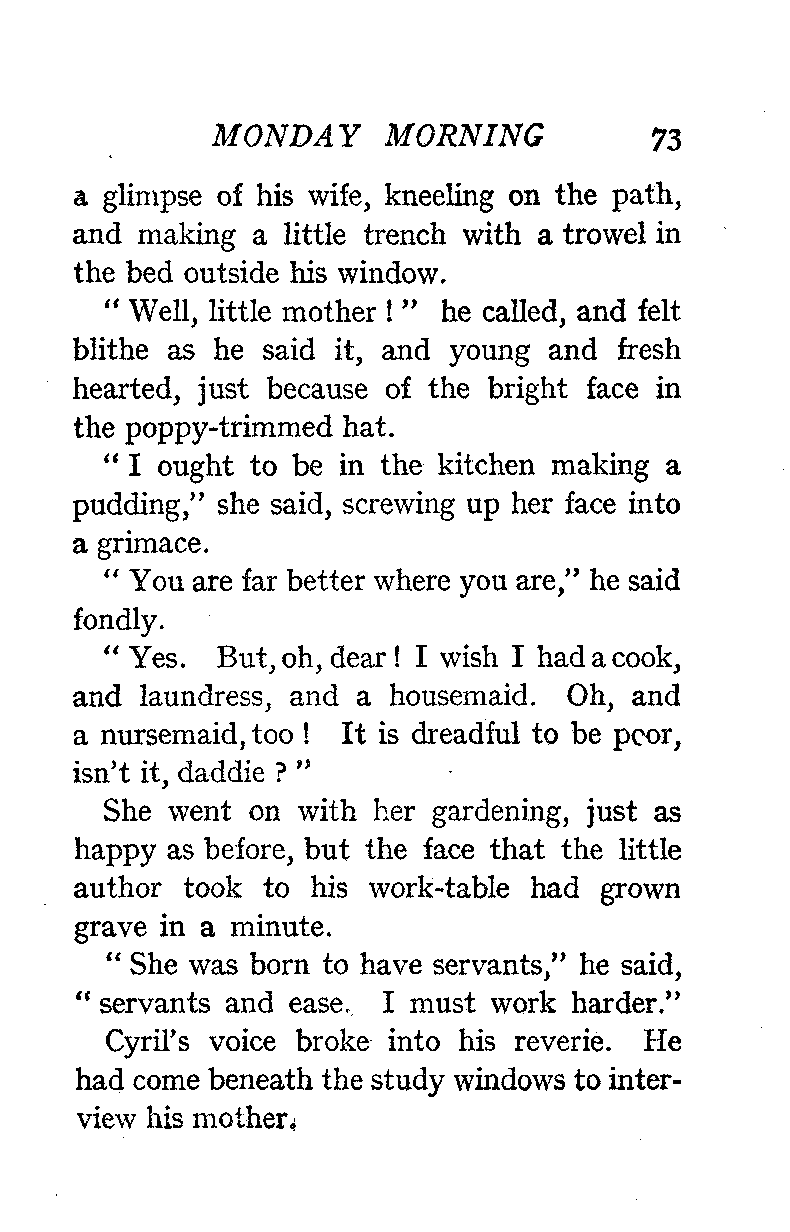 MONDAY MORNING 73
a glimpse of his wife, kneeling on the path,
and making a little trench with a trowel in
the bed outside his window.
" Well, little mother ! " he called, and felt
blithe as he said it, and young and fresh
hearted, just because of the bright face in
the poppy-trimmed hat.
" I ought to be in the kitchen making a
pudding," she said, screwing up her face into
a grimace.
" You are far better where you are," he said
fondly.
" Yes. But, oh, dear ! I wish I had a cook,
and laundress, and a housemaid. Oh, and
a nursemaid, too ! It is dreadful to be poor,
isn't it, daddie ? "
She went on with her gardening, just as
happy as before, but the face that the little
author took to his work-table had grown
grave in a minute.
" She was born to have servants," he said,
" servants and ease. I must work harder."
Cyril's voice broke into his reverie. He
had come beneath the study windows to inter-
view his mother.